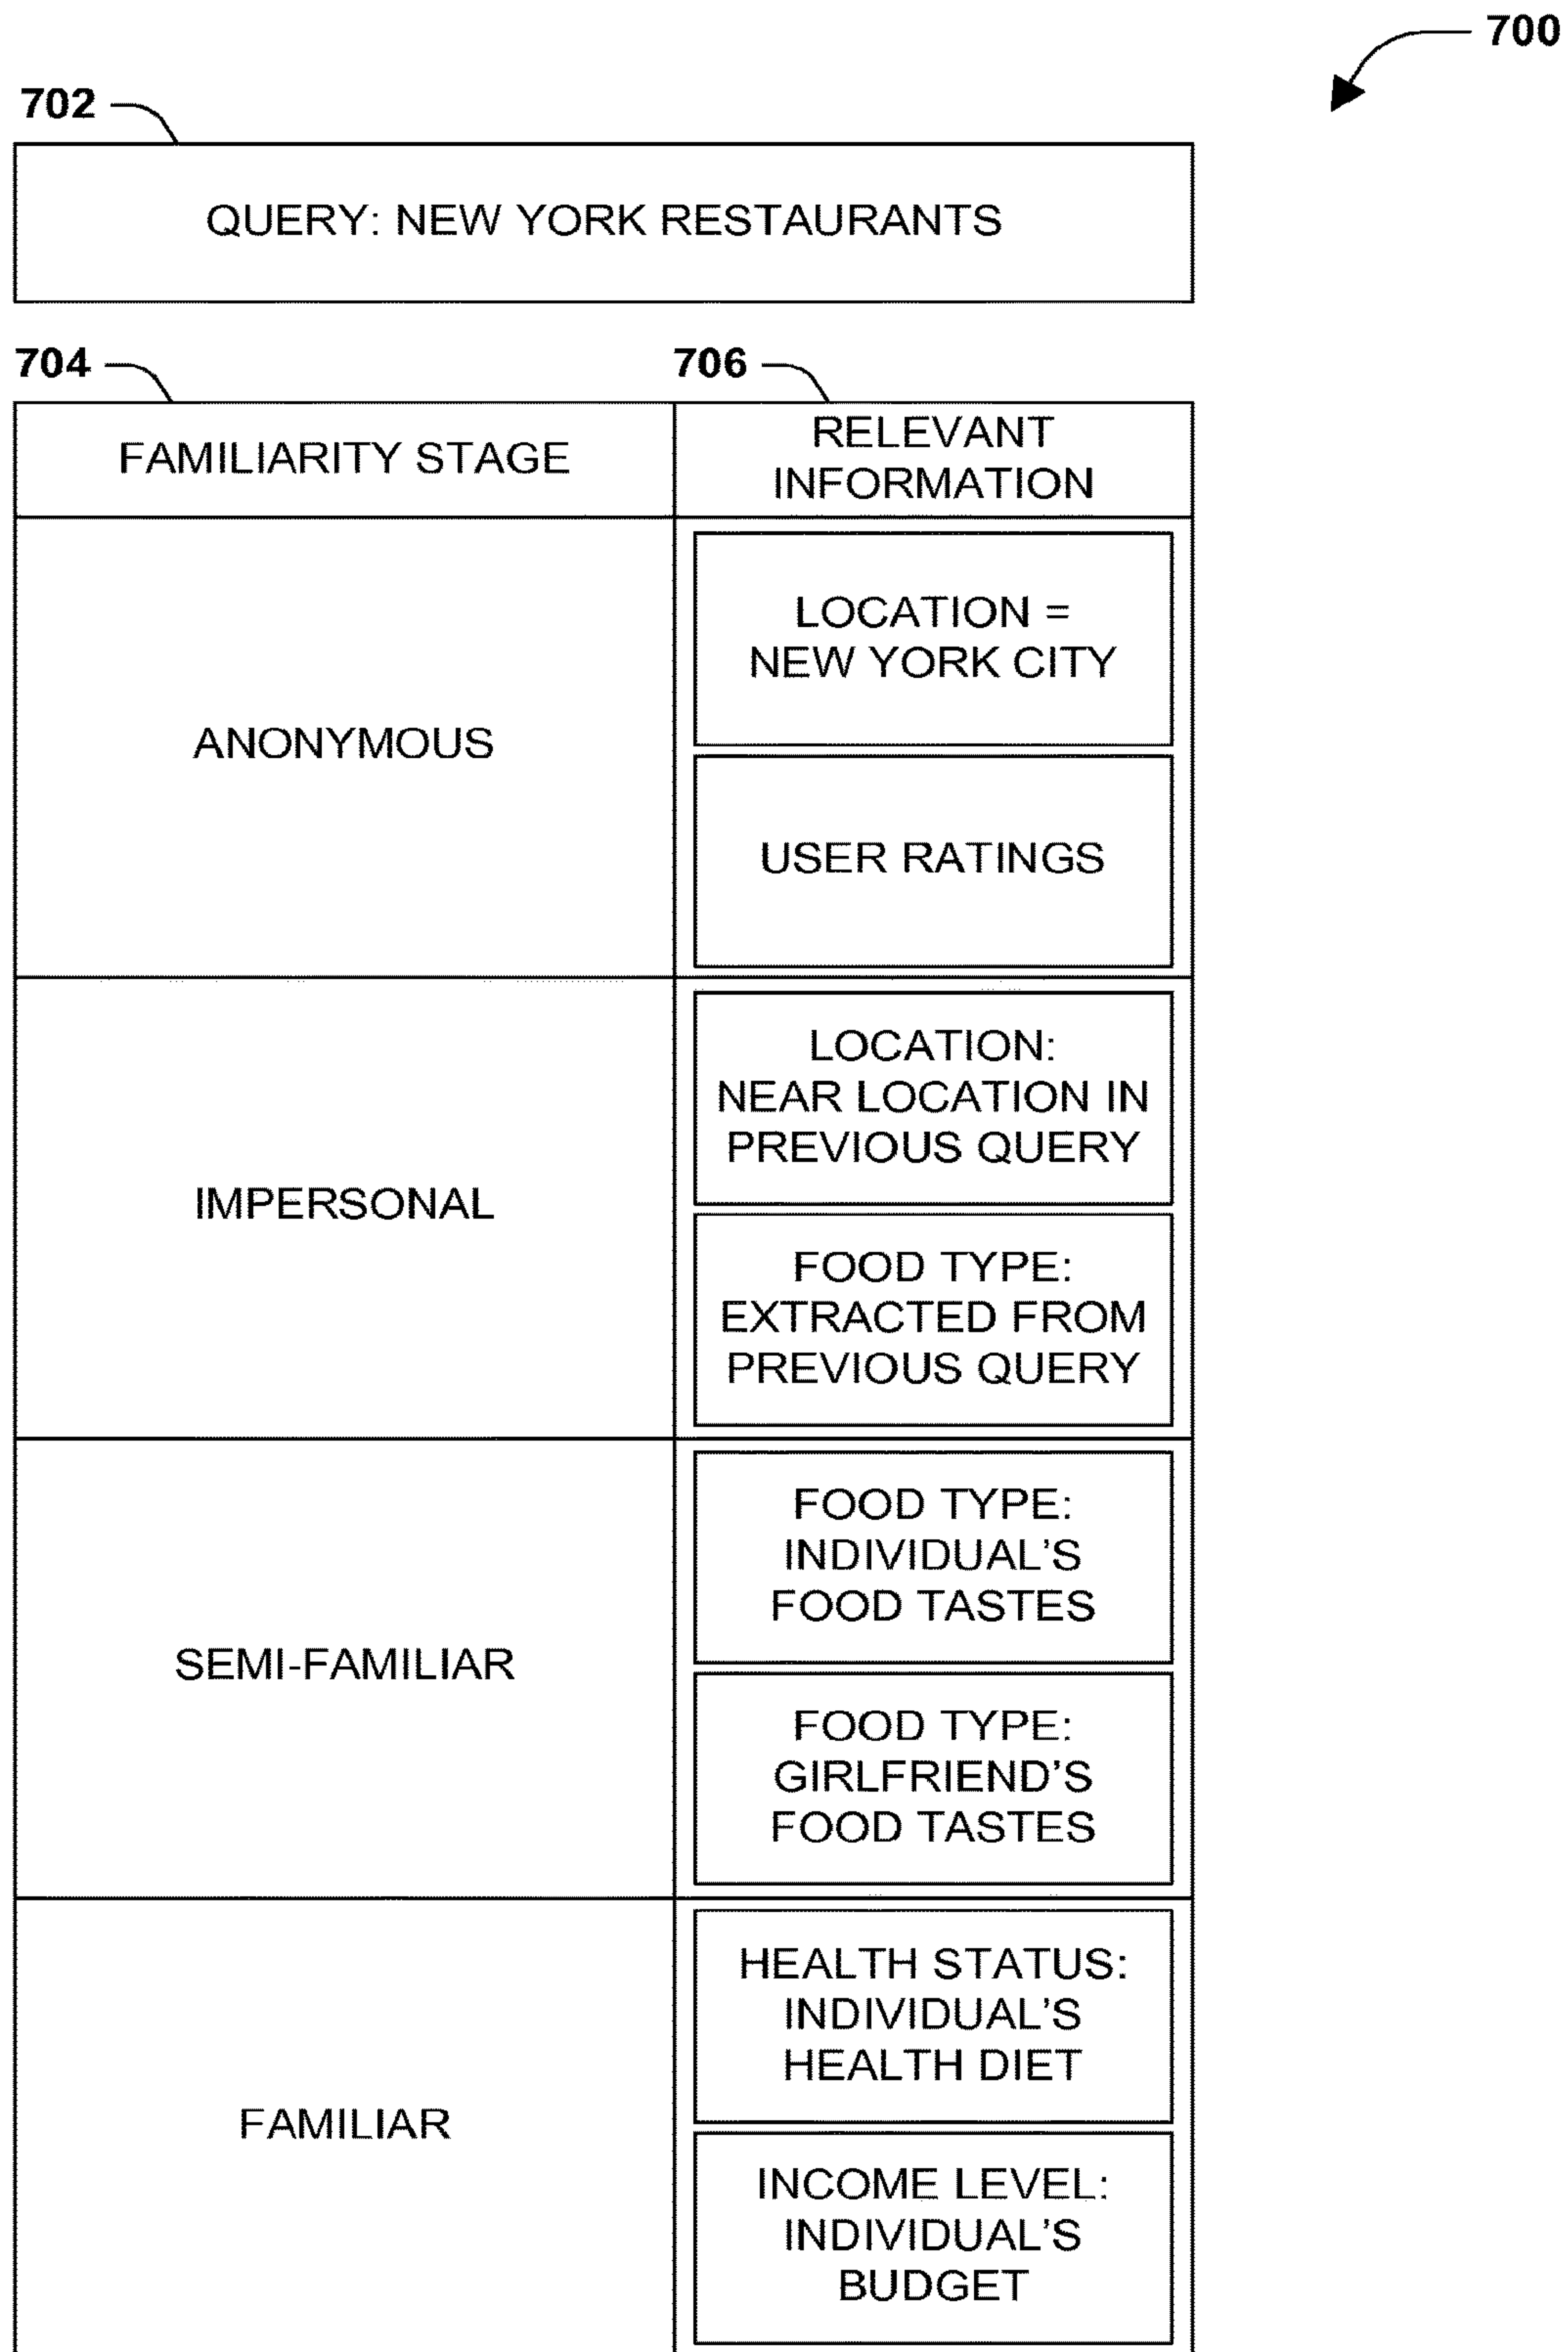 700
702
QUERY: NEW YORK RESTAURANTS
704
706
FAMILIARITY STAGE
RELEVANT
INFORMATION
ANONYMOUS
LOCATION =
NEW YORK CITY
USER RATINGS
IMPERSONAL
LOCATION:
NEAR LOCATION IN
PREVIOUS QUERY
FOOD TYPE:
EXTRACTED FROM
PREVIOUS QUERY
SEMI-FAMILIAR
FOOD TYPE:
INDIVIDUAL'S
FOOD TASTES
FOOD TYPE:
GIRLFRIEND'S
FOOD TASTES
FAMILIAR
HEALTH STATUS:
INDIVIDUAL'S
HEALTH DIET
INCOME LEVEL:
INDIVIDUAL'S
BUDGET